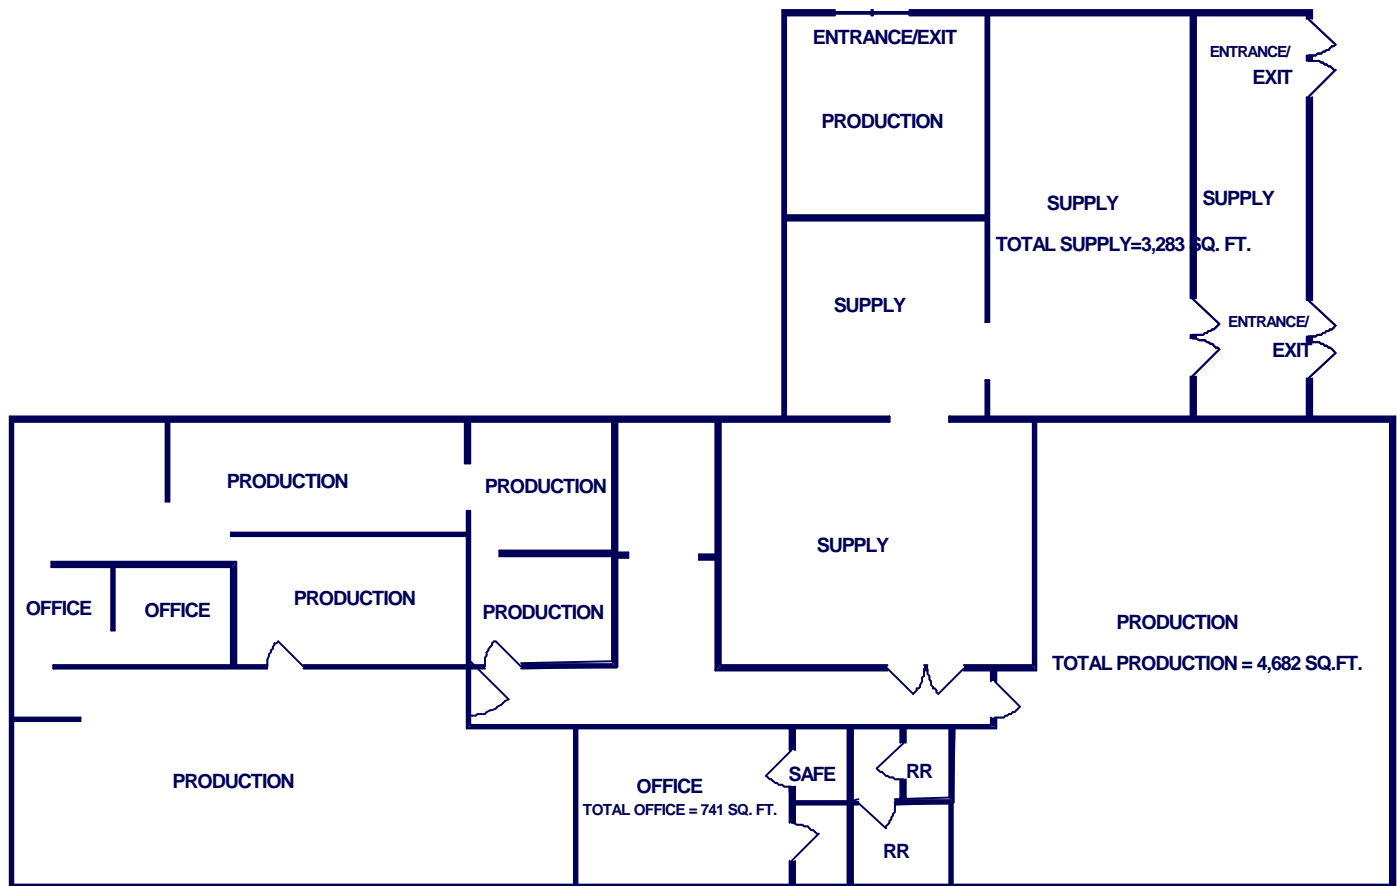 ENTRANCE/EXIT
ENTRANCE/
EXIT
PRODUCTION
SUPPLY
SUPPLY
TOTAL SUPPLY=3,283 SQ. FT.
SUPPLY
ENTRANCE/
EXIT
PRODUCTION
PRODUCTION
SUPPLY
OFFICE
OFFICE
PRODUCTION
PRODUCTION
PRODUCTION
TOTAL PRODUCTION = 4,682 SQ.FT.
PRODUCTION
OFFICE
TOTAL OFFICE = 741 SQ. FT.
SAFE
RR
RR